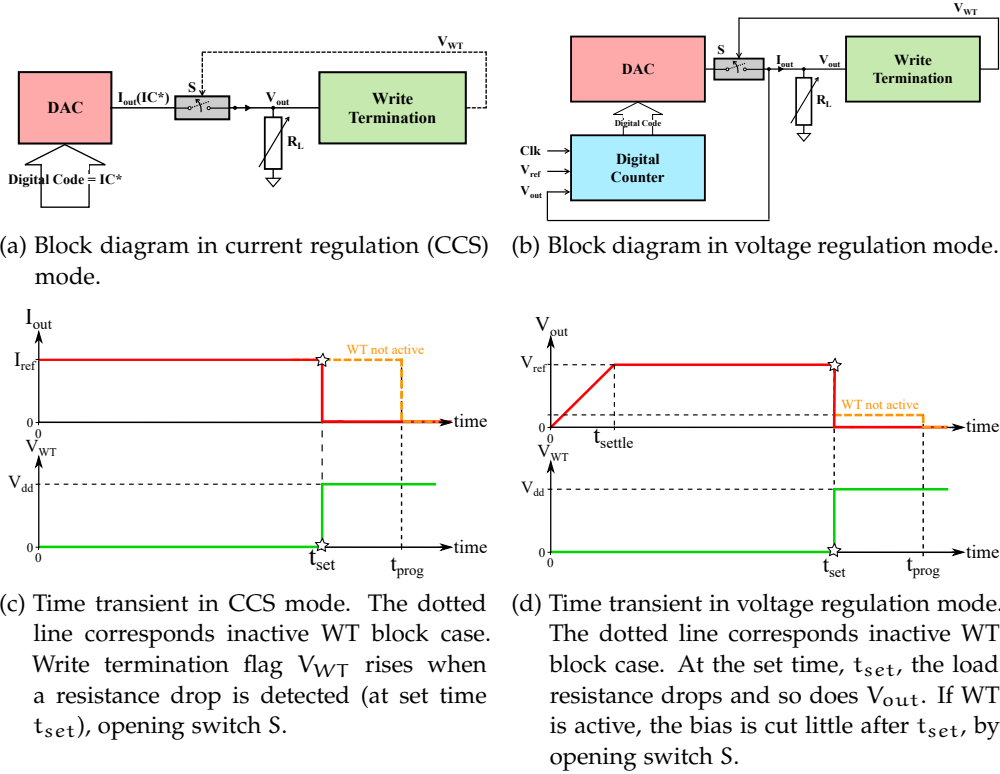 V_WT
S
DAC
I_out(IC*)
V_out
Write
Termination
R_L
Digital Code = IC*
V_WT
S
DAC
I_out
V_out
Write
Termination
R_L
Digital Code
Clk
V_ref
V_out
Digital
Counter
(a) Block diagram in current regulation (CCS)
mode.
(b) Block diagram in voltage regulation mode.
I_out
I_ref
WT not active
0
0
time
V_WT
V_dd
0
0
t_set
t_prog
time
V_out
V_ref
WT not active
0
0
t_settle
time
V_WT
V_dd
0
0
t_set
t_prog
time
(c) Time transient in CCS mode. The dotted
line corresponds inactive WT block case.
Write termination flag V_WT rises when
a resistance drop is detected (at set time
t_set), opening switch S.
(d) Time transient in voltage regulation mode.
The dotted line corresponds inactive WT
block case. At the set time, t_set, the load
resistance drops and so does V_out. If WT
is active, the bias is cut little after t_set, by
opening switch S.